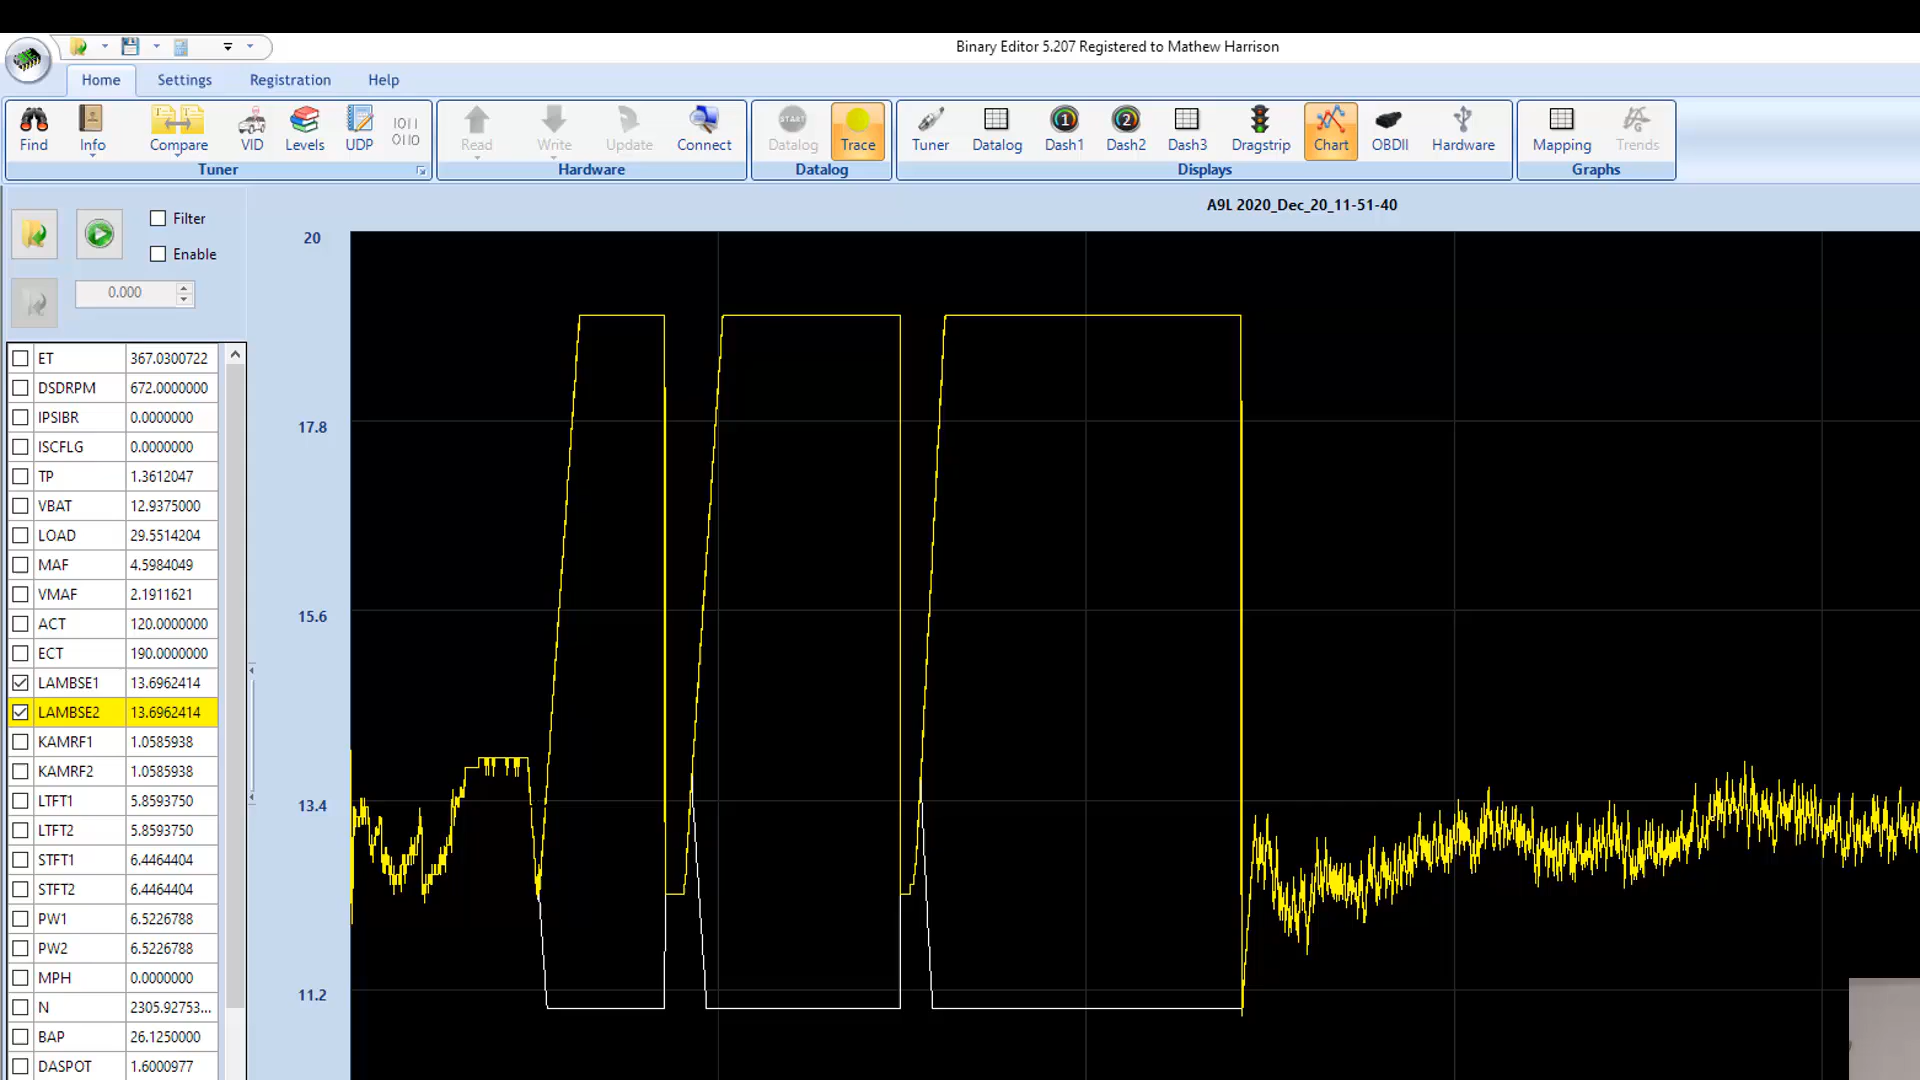 Binary Editor 5.207 Registered to Mathew Harrison
Home Settings Registration Help
Find Info Compare VID Levels UDP 1011 0110
Read Write Update Connect
START
Datalog Trace
Tuner Datalog Dash1 Dash2 Dash3 Dragstrip Chart OBDII Hardware
1 2
Mapping Trends
Tuner Hardware Datalog Displays Graphs
A9L 2020_Dec_20_11-51-40
Filter
Enable
0.000
20
17.8
15.6
13.4
11.2
ET 367.0300722
DSDRPM 672.0000000
IPSIBR 0.0000000
ISCFLG 0.0000000
TP 1.3612047
VBAT 12.9375000
LOAD 29.5514204
MAF 4.5984049
VMAF 2.1911621
ACT 120.0000000
ECT 190.0000000
LAMBSE1 13.6962414
LAMBSE2 13.6962414
KAMRF1 1.0585938
KAMRF2 1.0585938
LTFT1 5.8593750
LTFT2 5.8593750
STFT1 6.4464404
STFT2 6.4464404
PW1 6.5226788
PW2 6.5226788
MPH 0.0000000
N 2305.92753...
BAP 26.1250000
DASPOT 1.6000977